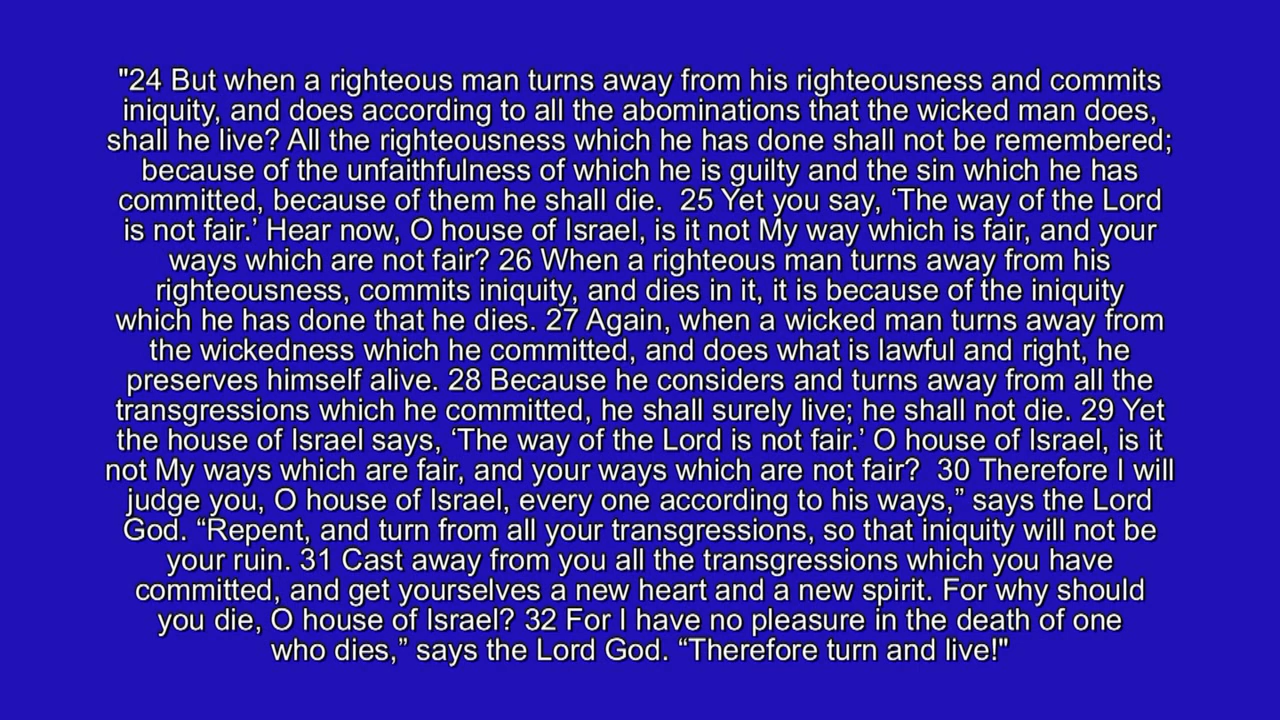 "24 But when a righteous man turns away from his righteousness and commits
iniquity, and does according to all the abominations that the wicked man does,
shall he live? All the righteousness which he has done shall not be remembered;
because of the unfaithfulness of which he is guilty and the sin which he has
committed, because of them he shall die.  25 Yet you say, ‘The way of the Lord
is not fair.’ Hear now, O house of Israel, is it not My way which is fair, and your
ways which are not fair? 26 When a righteous man turns away from his
righteousness, commits iniquity, and dies in it, it is because of the iniquity
which he has done that he dies. 27 Again, when a wicked man turns away from
the wickedness which he committed, and does what is lawful and right, he
preserves himself alive. 28 Because he considers and turns away from all the
transgressions which he committed, he shall surely live; he shall not die. 29 Yet
the house of Israel says, ‘The way of the Lord is not fair.’ O house of Israel, is it
not My ways which are fair, and your ways which are not fair?  30 Therefore I will
judge you, O house of Israel, every one according to his ways,” says the Lord
God. “Repent, and turn from all your transgressions, so that iniquity will not be
your ruin. 31 Cast away from you all the transgressions which you have
committed, and get yourselves a new heart and a new spirit. For why should
you die, O house of Israel? 32 For I have no pleasure in the death of one
who dies,” says the Lord God. “Therefore turn and live!"